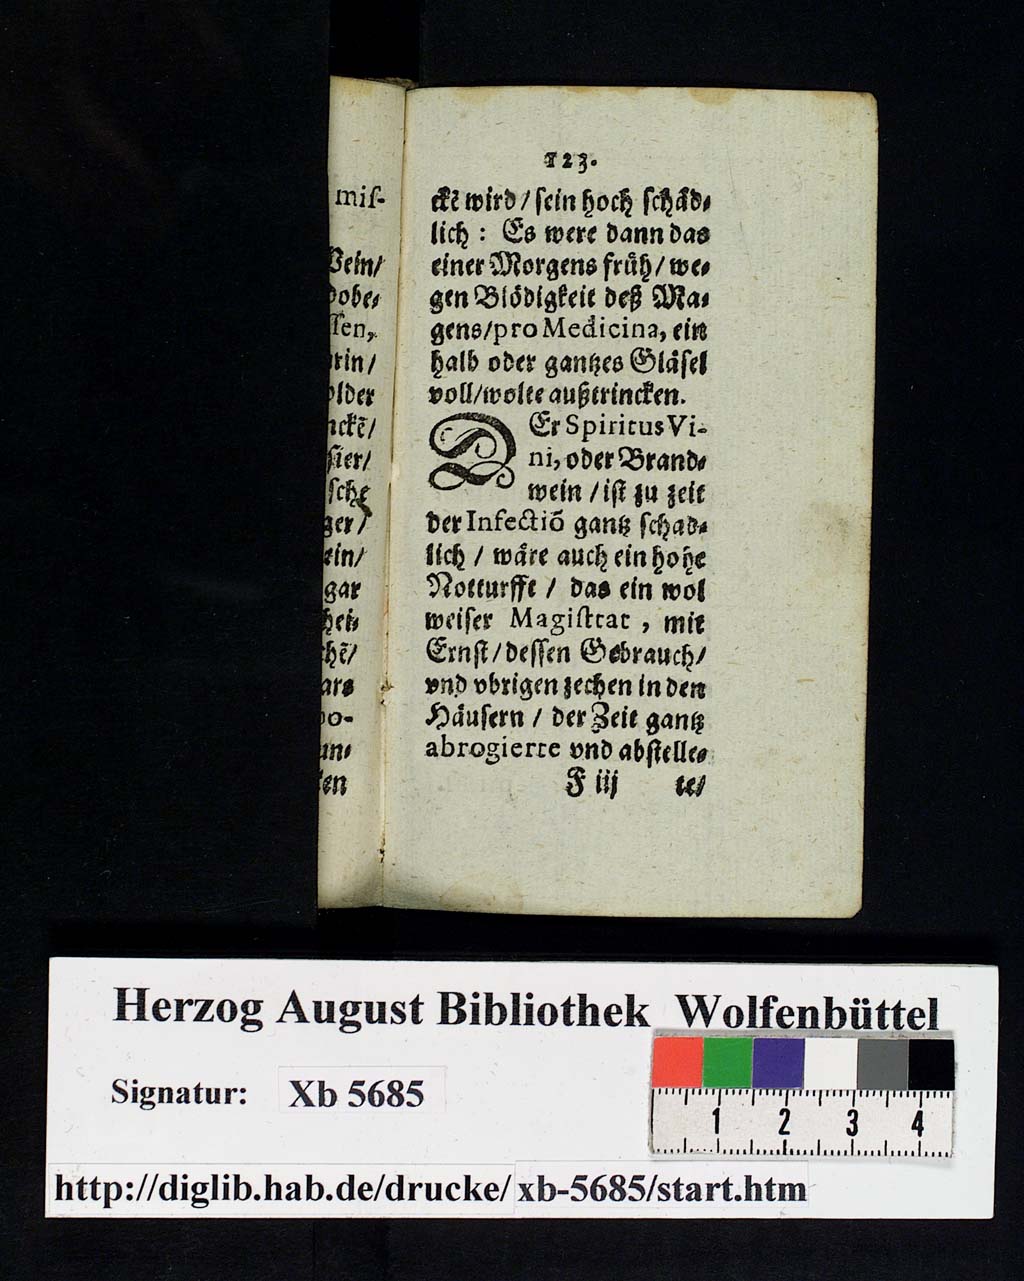 123.
ckẽ wird / sein hoch schäd⸗
lich : Es were dann das
einer Morgens früh / we⸗
gen Blödigkeit deß Ma⸗
gens / pro Medicina, ein
halb oder gantzes Gläsel
voll / wolte außtrincken.
DEr Spiritus Vi-
ni, oder Brand⸗
wein / ist zu zeit
der Infectiõ gantz schad⸗
lich / wäre auch ein hohe
Notturfft / das ein wol
weiser Magistrat , mit
Ernst / dessen Gebrauch /
vnd vbrigen zechen in den
Häusern / der Zeit gantz
abrogierte vnd abstelle⸗
F iij te /
Herzog August Bibliothek Wolfenbüttel
Signatur: Xb 5685
1 2 3 4
http://diglib.hab.de/drucke/xb-5685/start.htm